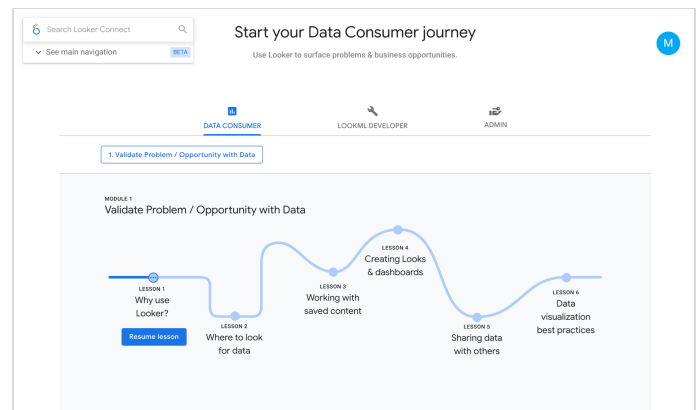 Search Looker Connect
See main navigation
BETA
Start your Data Consumer journey
Use Looker to surface problems & business opportunities.
M
DATA CONSUMER
LOOKML DEVELOPER
ADMIN
1. Validate Problem / Opportunity with Data
MODULE 1
Validate Problem / Opportunity with Data
LESSON 1
Why use
Looker?
Resume lesson
LESSON 2
Where to look
for data
LESSON 3
Working with
saved content
LESSON 4
Creating Looks
& dashboards
LESSON 5
Sharing data
with others
LESSON 6
Data
visualization
best practices